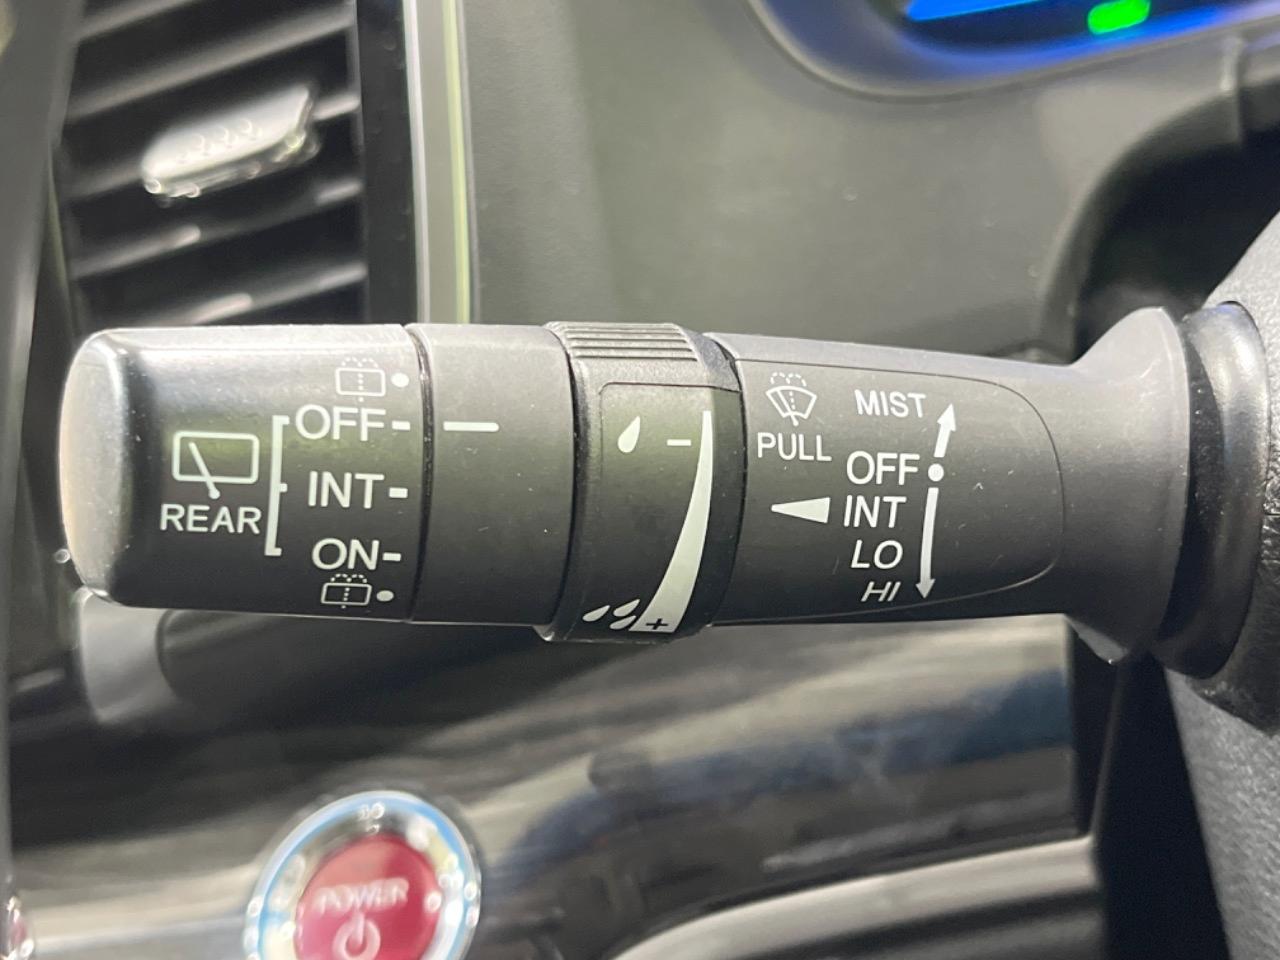 OFF
INT
ON
REAR
-
+
PULL
MIST
OFF
INT
LO
HI
POWER